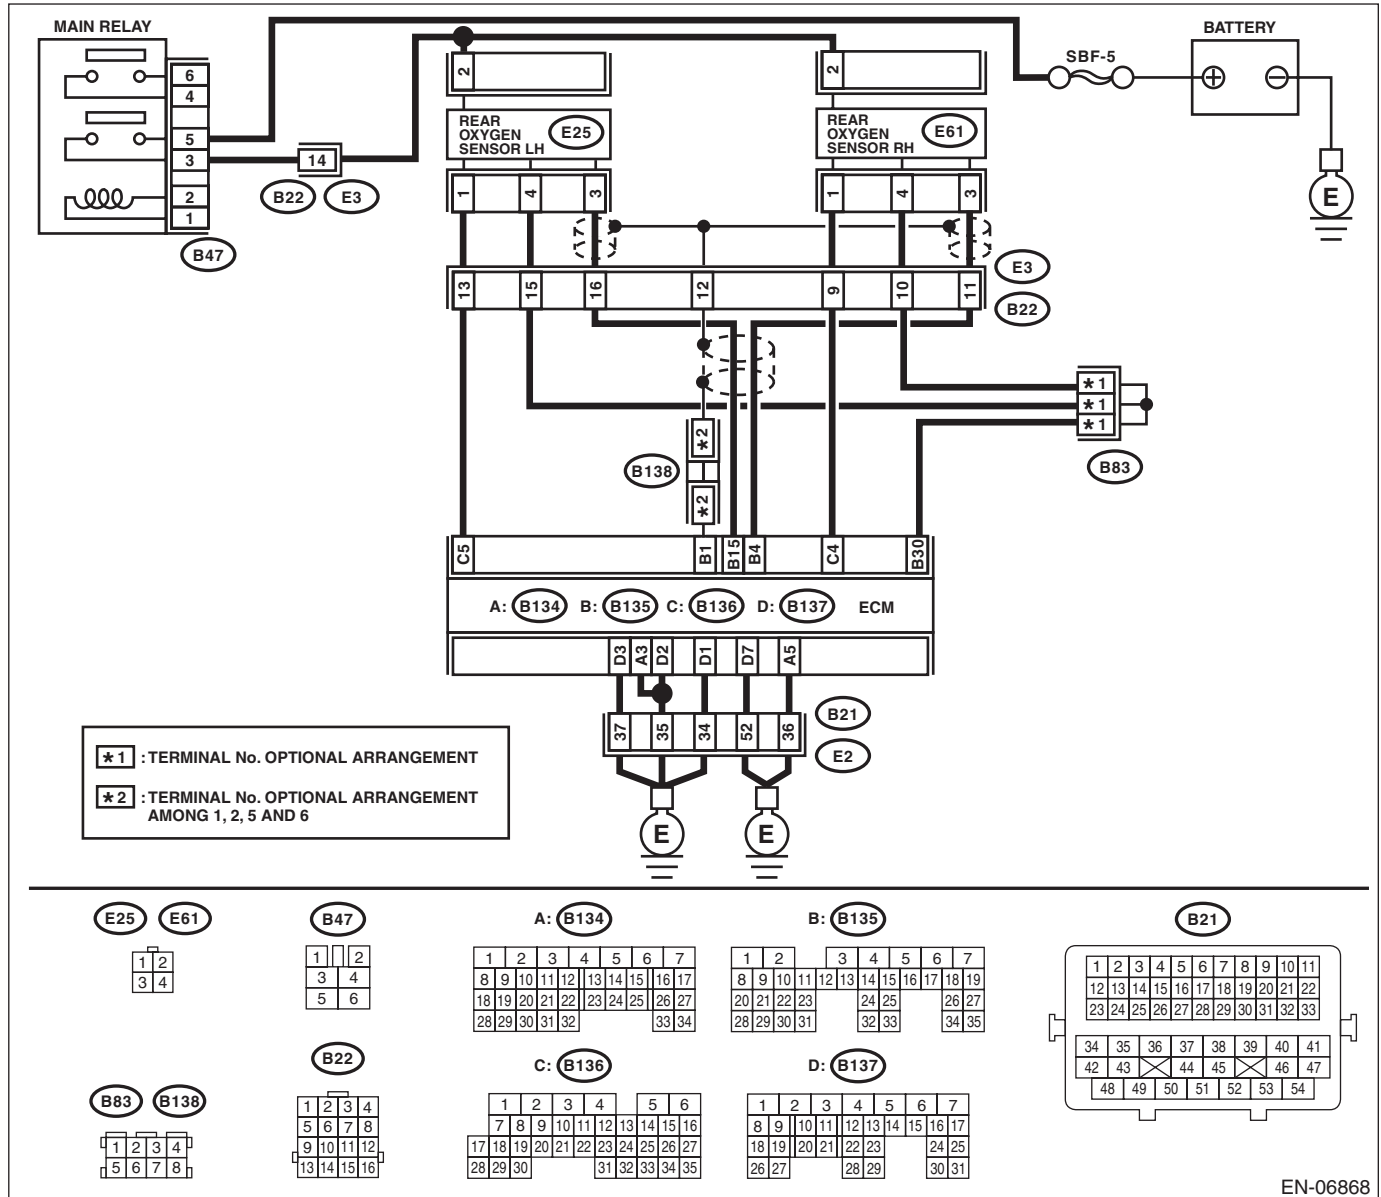 MAIN RELAY
BATTERY
SBF-5
6
4
5
3
2
1
14
B22 E3
B47
2
2
REAR
OXYGEN
SENSOR LH
E25
REAR
OXYGEN
SENSOR RH
E61
1 4 3
1 4 3
E
13 15 16 12 9 10 11
E3
B22
*1
*1
*1
B83
*2
B138
*2
C5 B1 B15 B4 C4 B30
A: B134 B: B135 C: B136 D: B137 ECM
D3 A3 D2 D1 D7 A5
37 35 34 52 36
B21
E2
E E
*1 : TERMINAL No. OPTIONAL ARRANGEMENT
*2 : TERMINAL No. OPTIONAL ARRANGEMENT
AMONG 1, 2, 5 AND 6
E25 E61
1 2
3 4
B47
1 2
3 4
5 6
A: B134
1 2 3 4 5 6 7
8 9 10 11 12 13 14 15 16 17
18 19 20 21 22 23 24 25 26 27
28 29 30 31 32 33 34
B: B135
1 2 3 4 5 6 7
8 9 10 11 12 13 14 15 16 17 18 19
20 21 22 23 24 25 26 27
28 29 30 31 32 33 34 35
B21
1 2 3 4 5 6 7 8 9 10 11
12 13 14 15 16 17 18 19 20 21 22
23 24 25 26 27 28 29 30 31 32 33
34 35 36 37 38 39 40 41
42 43 44 45 46 47
48 49 50 51 52 53 54
B83 B138
1 2 3 4
5 6 7 8
B22
1 2 3 4
5 6 7 8
9 10 11 12
13 14 15 16
C: B136
1 2 3 4 5 6
7 8 9 10 11 12 13 14 15 16
17 18 19 20 21 22 23 24 25 26 27
28 29 30 31 32 33 34 35
D: B137
1 2 3 4 5 6 7
8 9 10 11 12 13 14 15 16 17
18 19 20 21 22 23 24 25
26 27 28 29 30 31
EN-06868